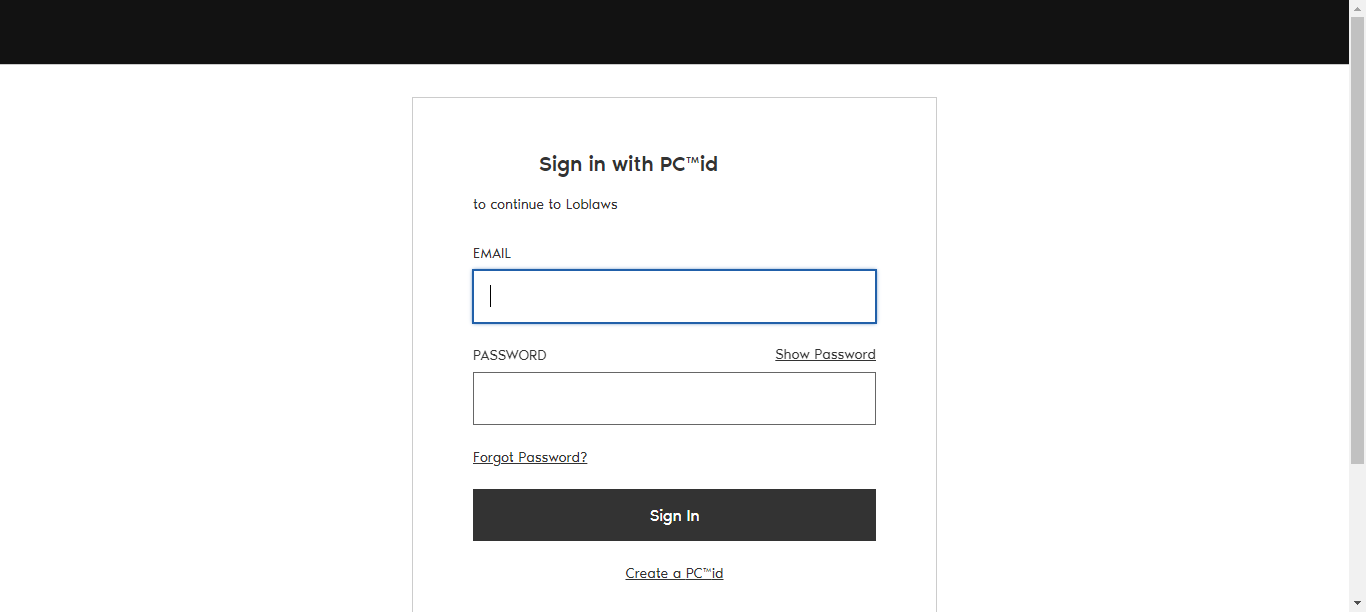 Sign in with PC™id
to continue to Loblaws
EMAIL
PASSWORD Show Password
Forgot Password?
Sign In
Create a PC™id